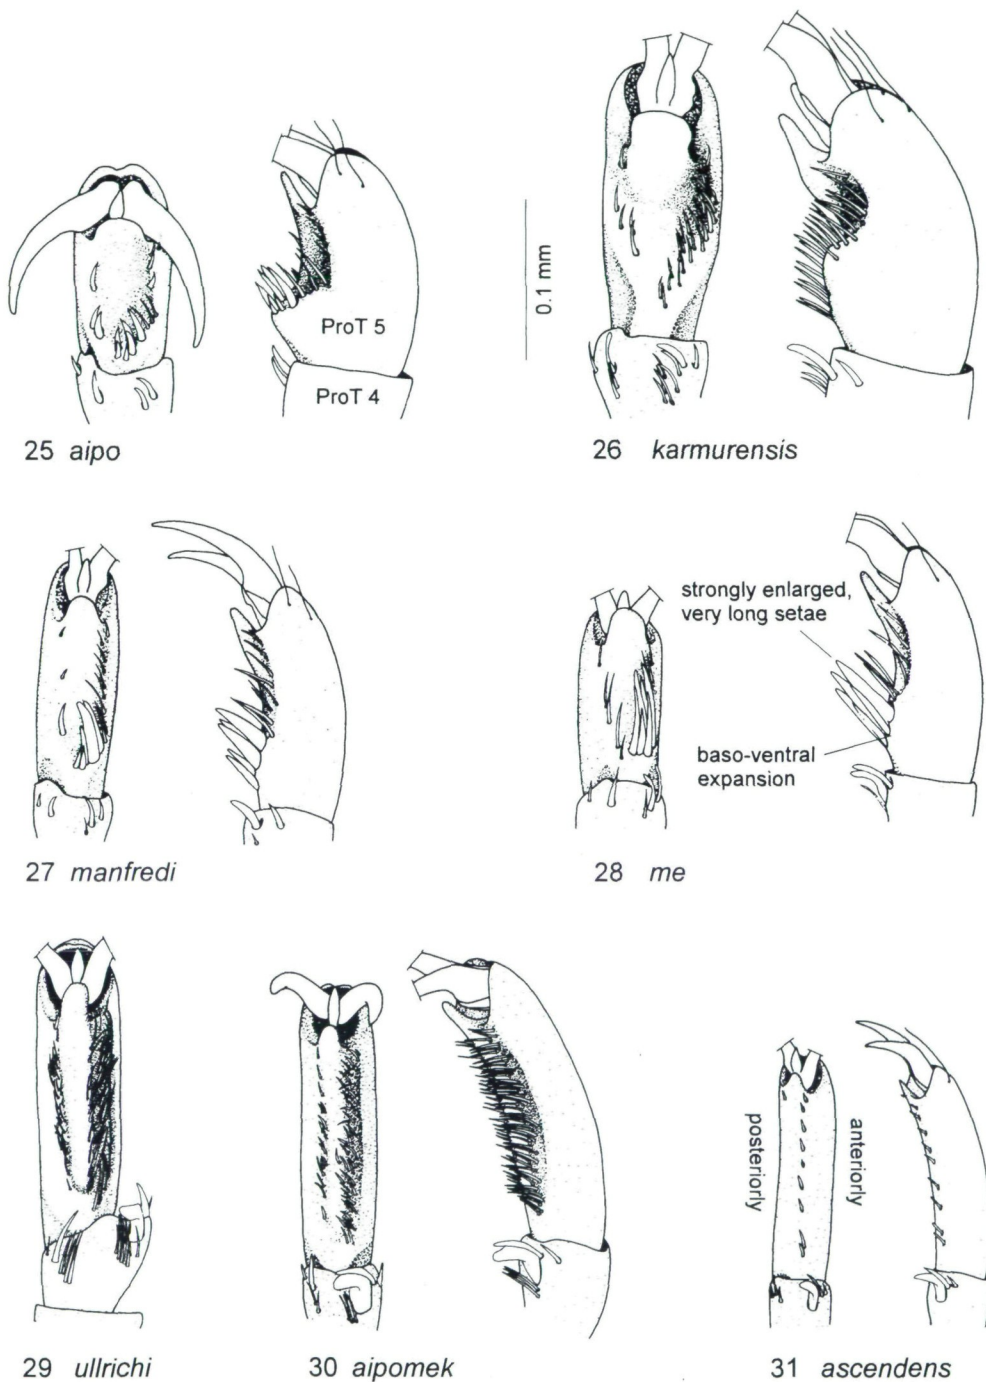 ProT 5
ProT 4
0.1 mm
25 aipo
26 karmurensis
strongly enlarged,
very long setae
baso-ventral
expansion
27 manfredi
28 me
posteriorly
anteriorly
29 ullrichi
30 aipomek
31 ascendens